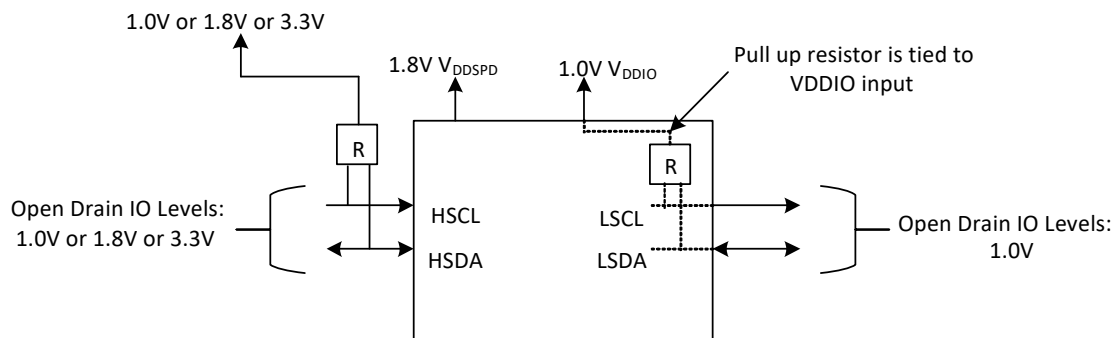 1.0V or 1.8V or 3.3V
1.8V VDDSPD
1.0V VDDIO
Pull up resistor is tied to
VDDIO input
R
R
Open Drain IO Levels:
1.0V or 1.8V or 3.3V
HSCL
LSCL
HSDA
LSDA
Open Drain IO Levels:
1.0V